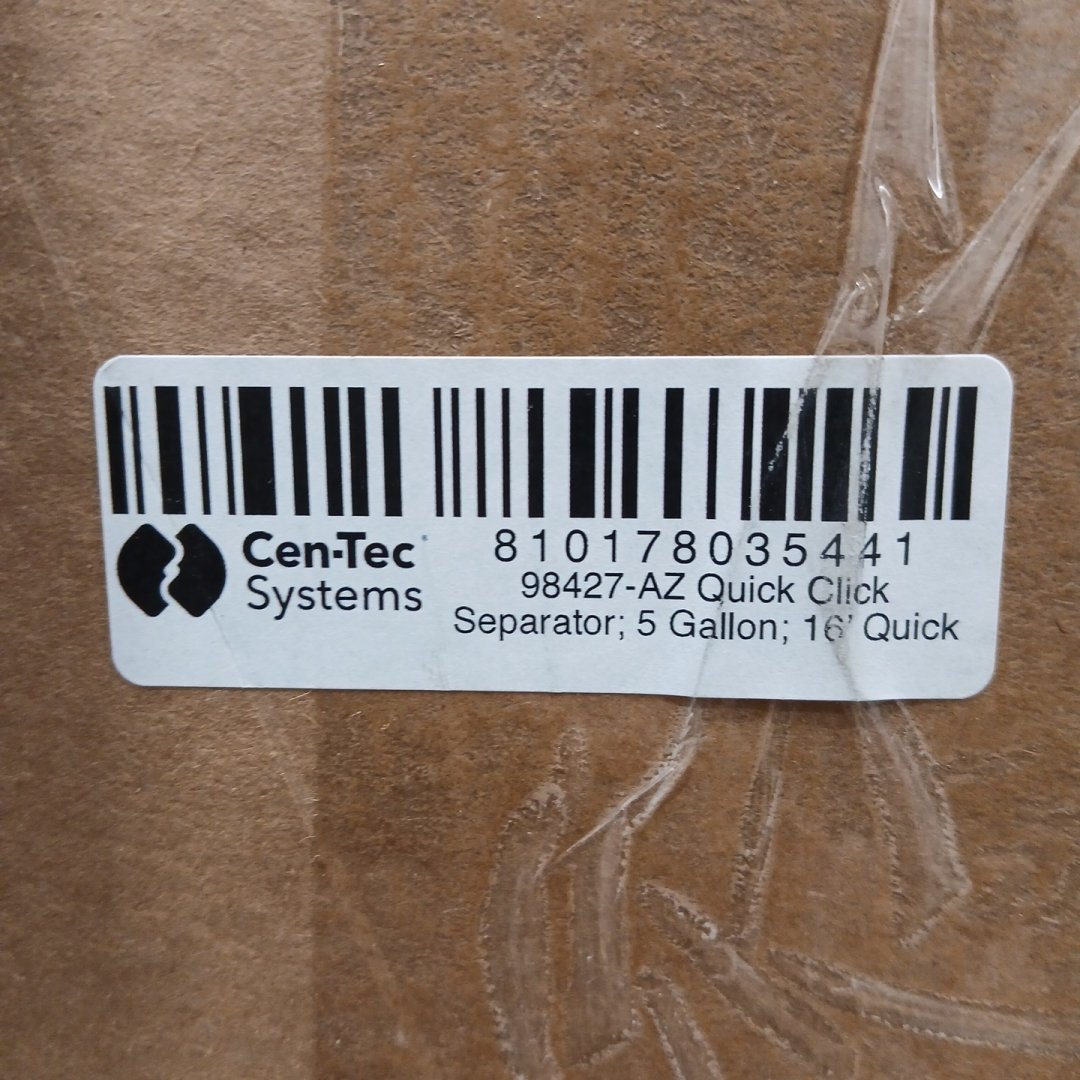 Cen-Tec
Systems
810178035441
98427-AZ Quick Click
Separator; 5 Gallon; 16' Quick